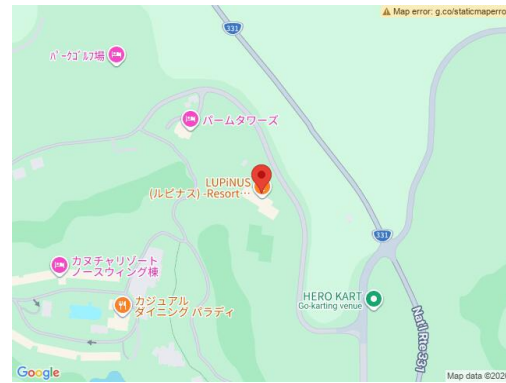 Map error: g.co/staticmaperro
331
パークゴルフ場
パームタワーズ
LUPiNUS
(ルピナス) -Resort…
331
カヌチャリゾート
ノースウィング棟
カジュアル
ダイニング パラディ
HERO KART
Go-karting venue
Nat'l Rte 331
Google
Map data ©2026